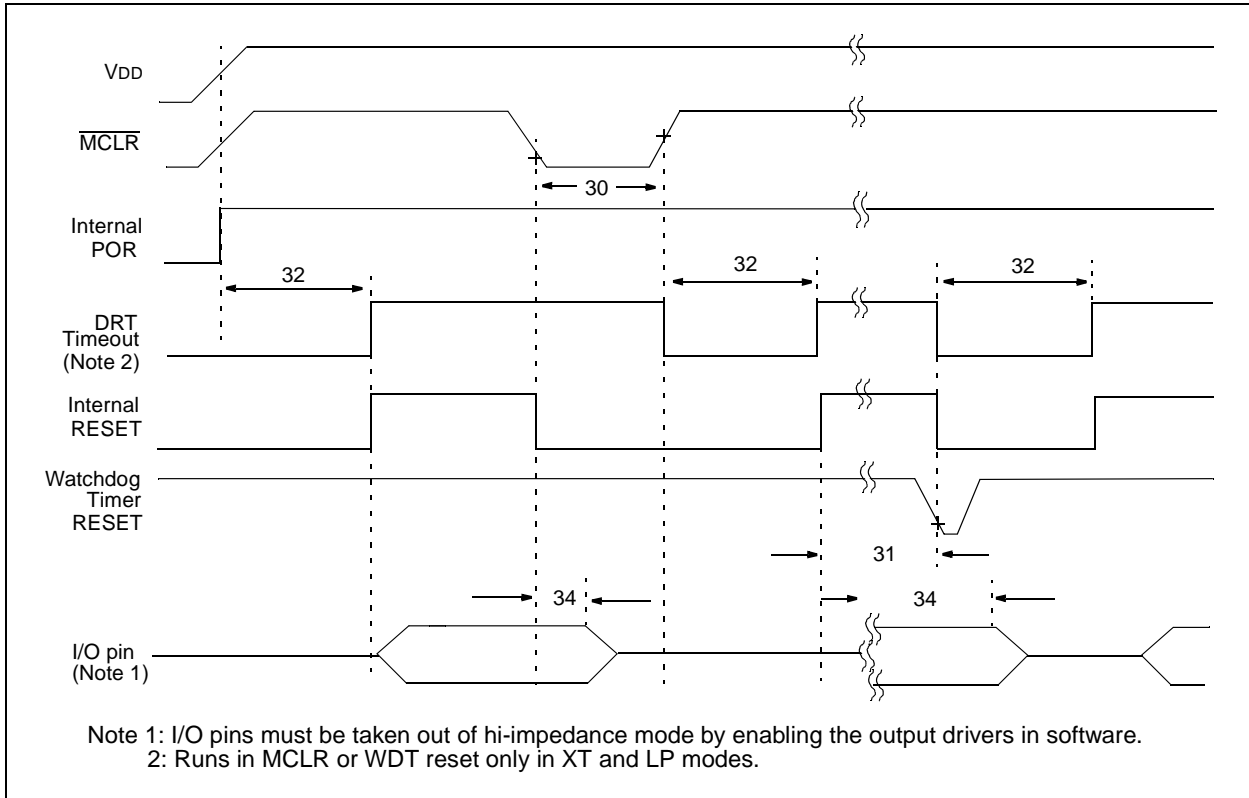 VDD
MCLR
30
Internal
POR
32
32
32
DRT
Timeout
(Note 2)
Internal
RESET
Watchdog
Timer
RESET
31
34
34
I/O pin
(Note 1)
Note 1: I/O pins must be taken out of hi-impedance mode by enabling the output drivers in software.
2: Runs in MCLR or WDT reset only in XT and LP modes.